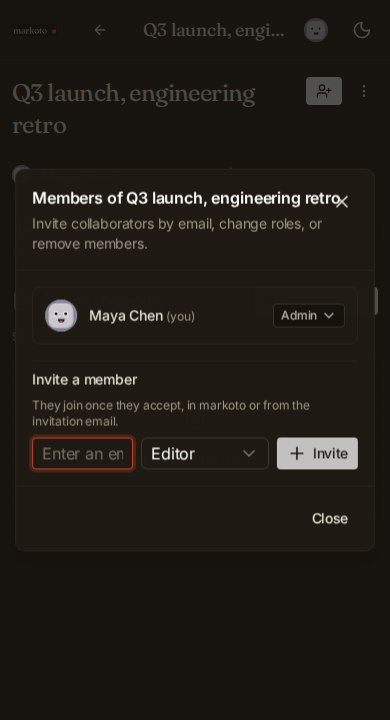 markoto
Q3 launch, engi...
Q3 launch, engineering
retro
Members of Q3 launch, engineering retro
Invite collaborators by email, change roles, or
remove members.
Maya Chen (you)
Admin
Invite a member
They join once they accept, in markoto or from the
invitation email.
Enter an en
Editor
Invite
Close